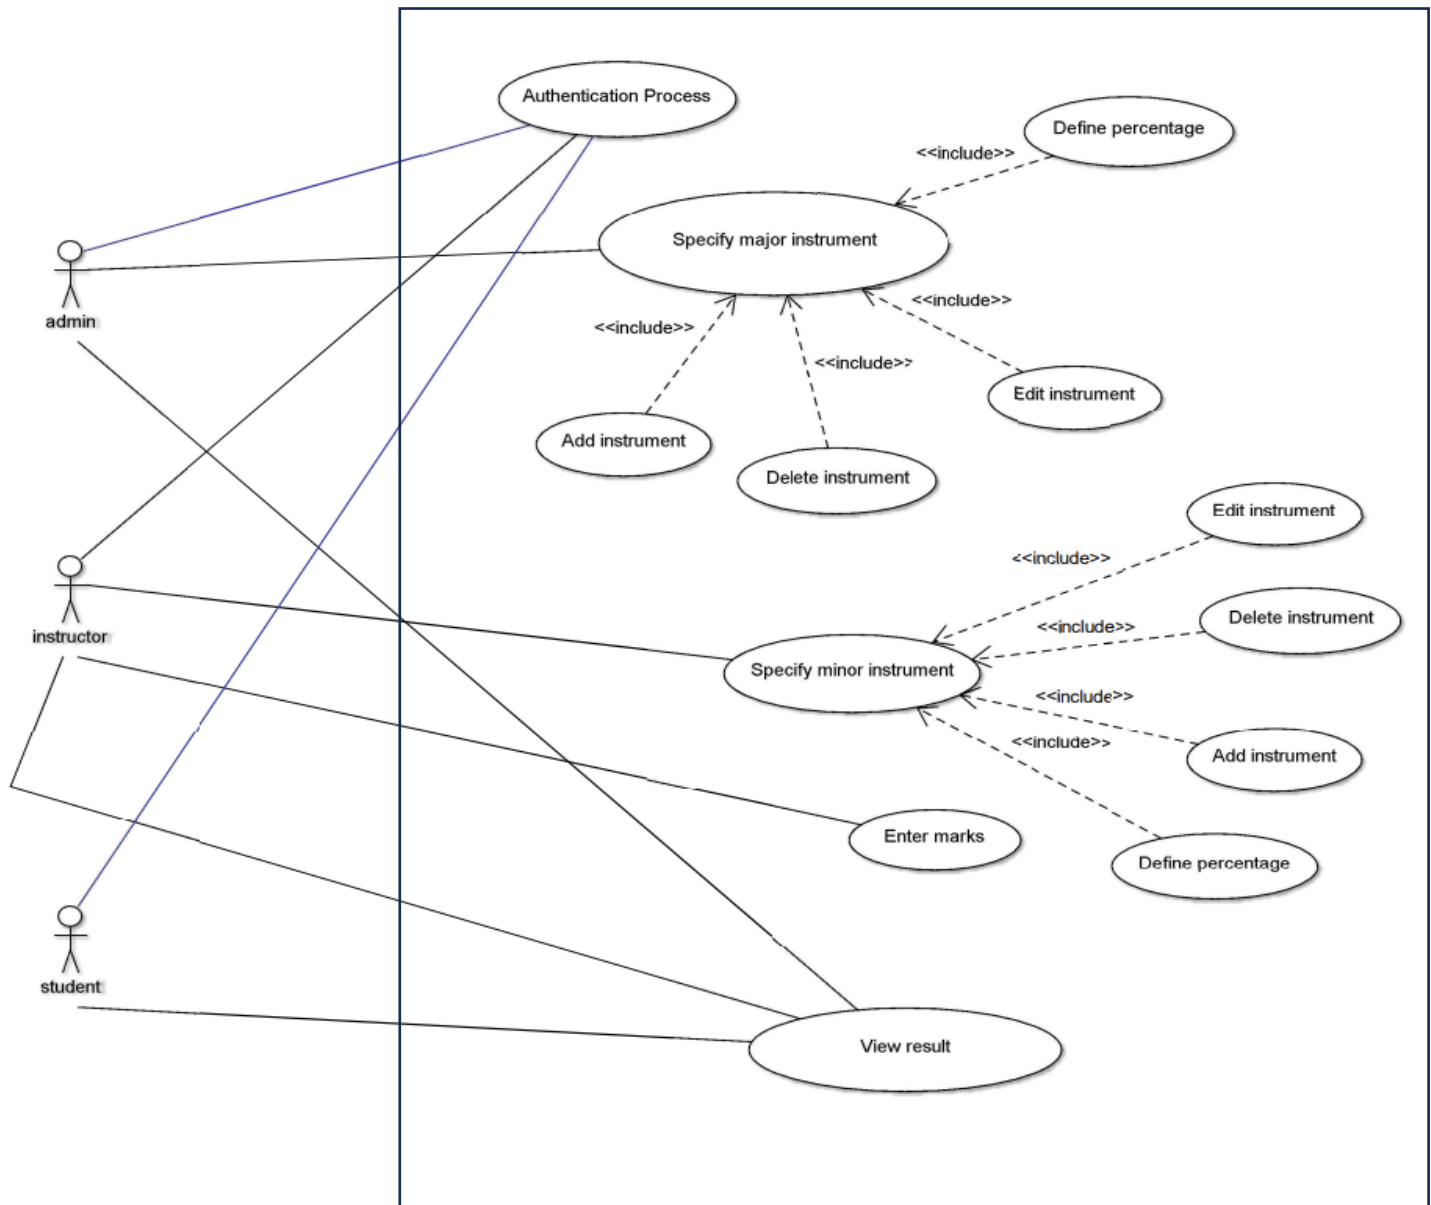 Authentication Process
Define percentage
<<include>>
Specify major instrument
admin
<<include>>
<<include>>
<<include>>
Edit instrument
Add instrument
Delete instrument
Edit instrument
<<include>>
Delete instrument
<<include>>
instructor
Specify minor instrument
<<include>>
<<include>>
Add instrument
Enter marks
Define percentage
student
View result